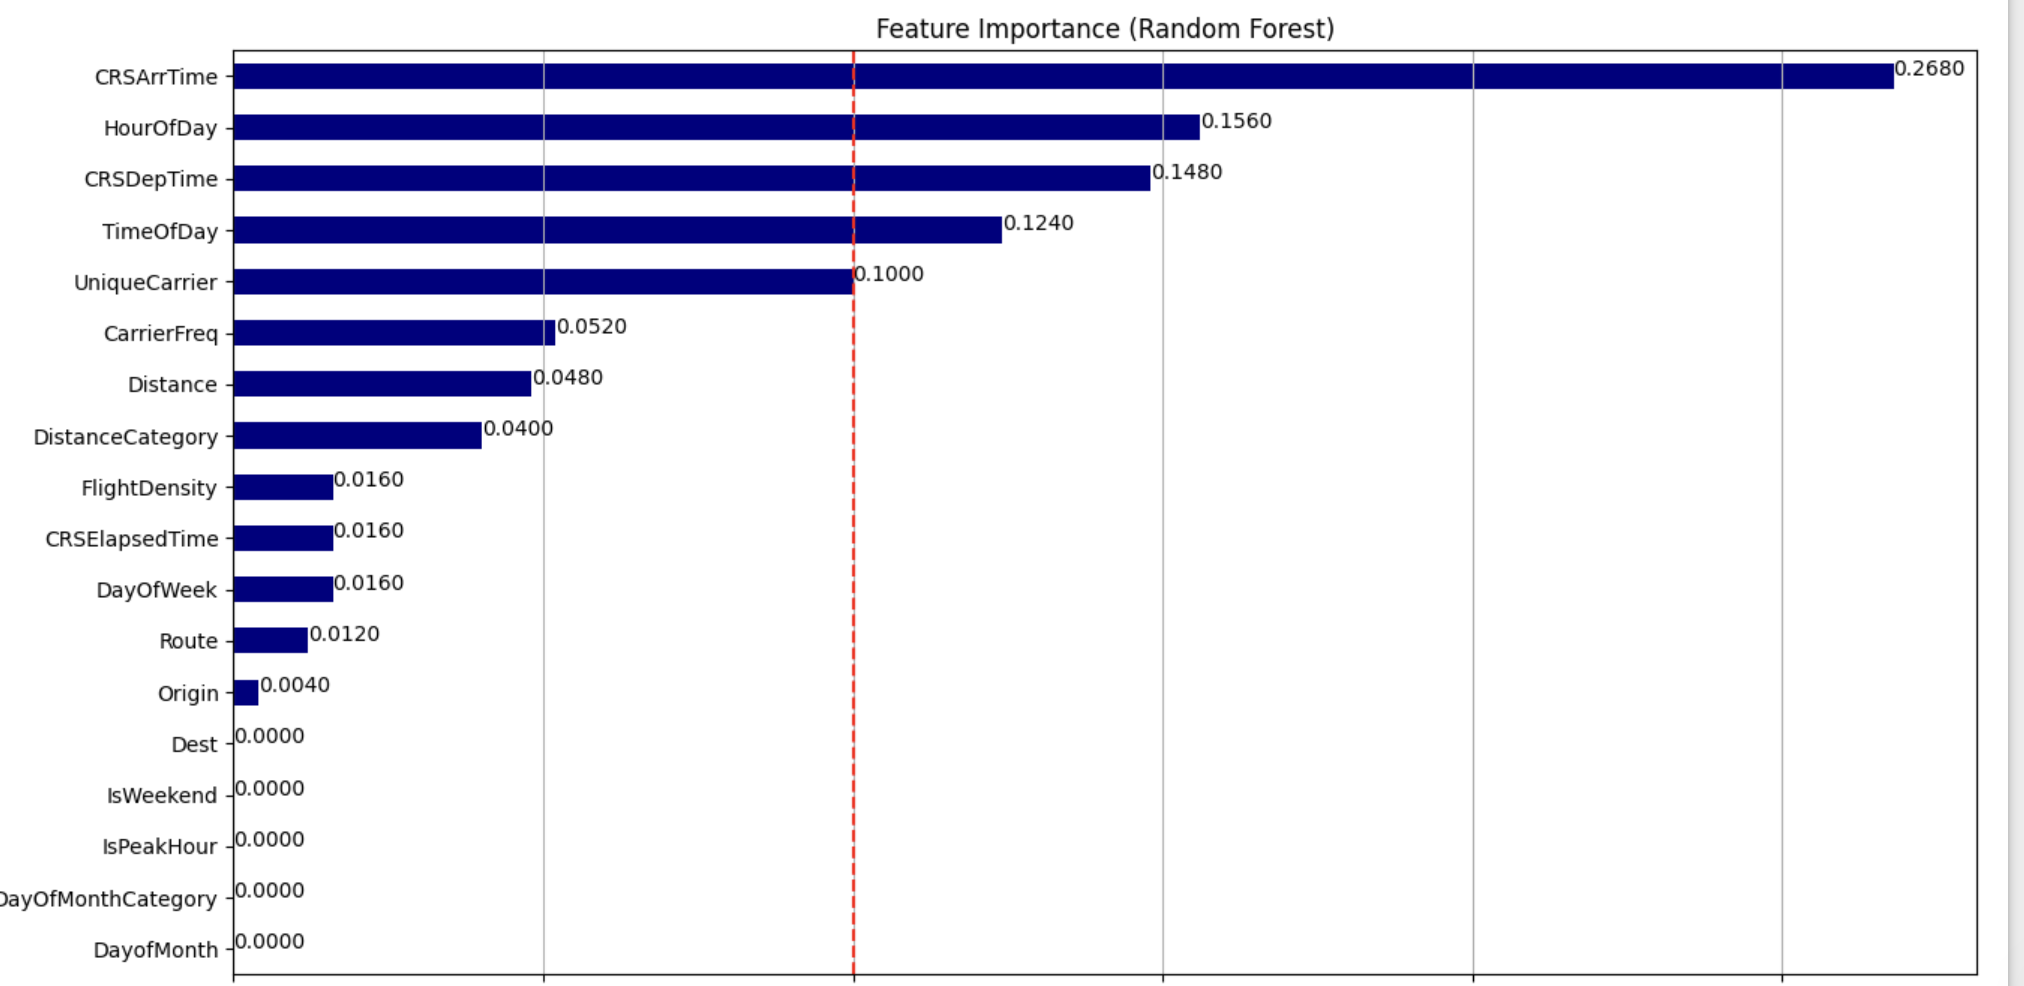 Feature Importance (Random Forest)
CRSArrTime 0.2680
HourOfDay 0.1560
CRSDepTime 0.1480
TimeOfDay 0.1240
UniqueCarrier 0.1000
CarrierFreq 0.0520
Distance 0.0480
DistanceCategory 0.0400
FlightDensity 0.0160
CRSElapsedTime 0.0160
DayOfWeek 0.0160
Route 0.0120
Origin 0.0040
Dest 0.0000
IsWeekend 0.0000
IsPeakHour 0.0000
DayOfMonthCategory 0.0000
DayofMonth 0.0000